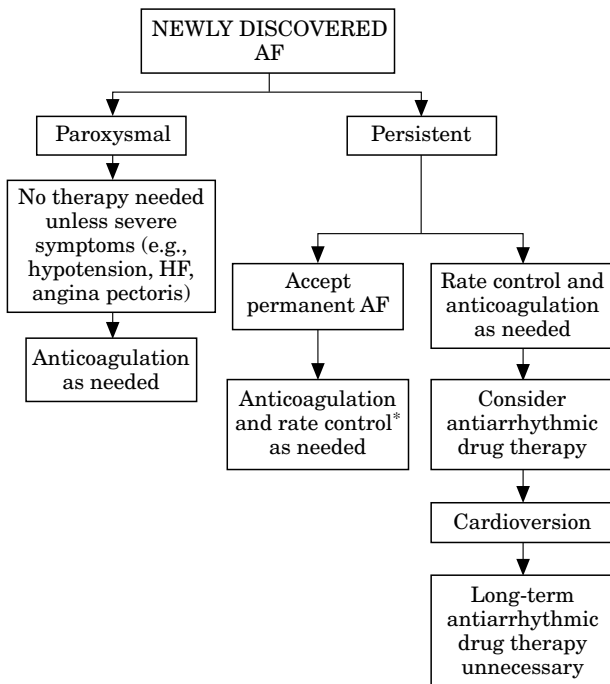 NEWLY DISCOVERED
AF
Paroxysmal
Persistent
No therapy needed
unless severe
symptoms (e.g.,
hypotension, HF,
angina pectoris)
Anticoagulation
as needed
Accept
permanent AF
Anticoagulation
and rate control*
as needed
Rate control and
anticoagulation
as needed
Consider
antiarrhythmic
drug therapy
Cardioversion
Long-term
antiarrhythmic
drug therapy
unnecessary